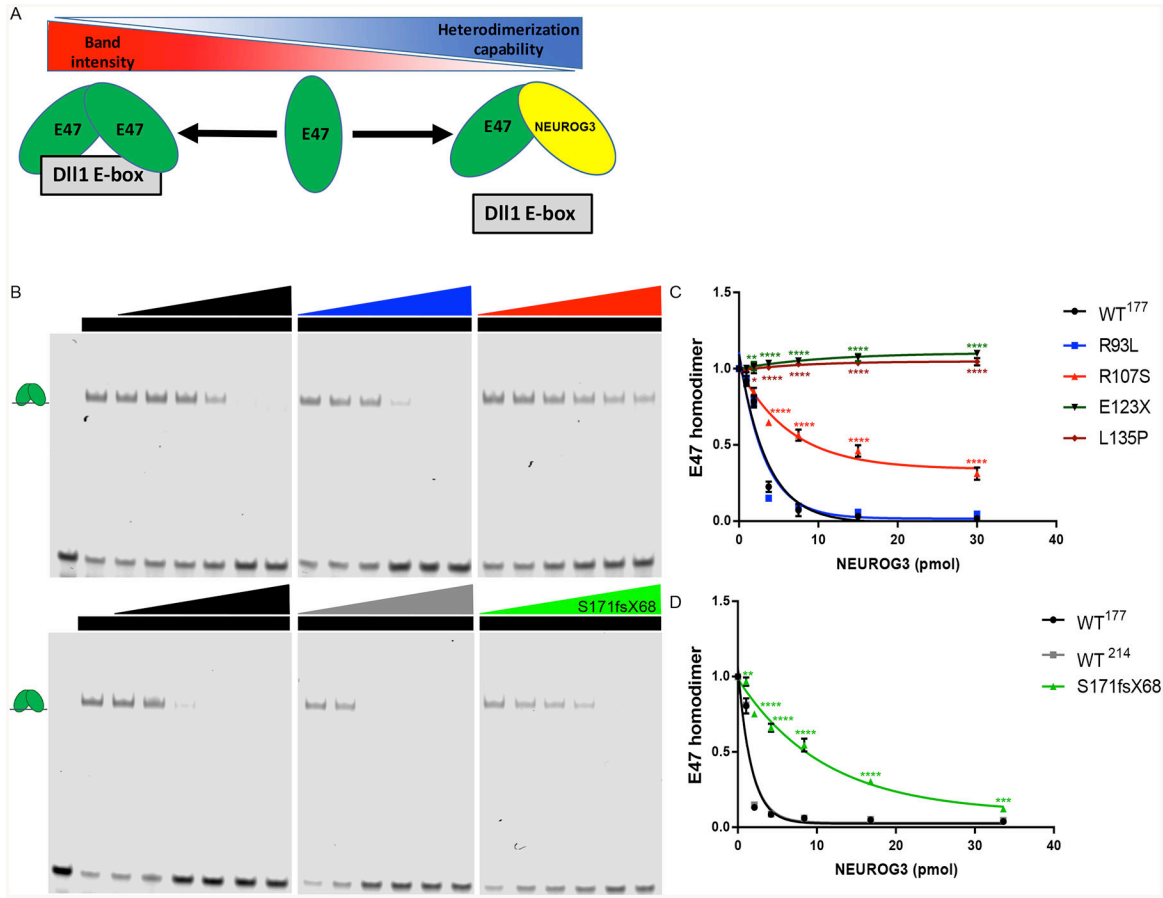 A
Band
intensity
Heterodimerization
capability
E47
E47
E47
E47
NEUROG3
Dll1 E-box
Dll1 E-box
B
S171fsX68
C
E47 homodimer
1.5
1.0
0.5
0.0
0
10
20
30
40
NEUROG3 (pmol)
**
****
****
****
****
*
****
****
****
****
****
****
****
****
WT177
R93L
R107S
E123X
L135P
D
E47 homodimer
1.5
1.0
0.5
0.0
0
10
20
30
40
NEUROG3 (pmol)
**
****
****
****
****
***
WT177
WT214
S171fsX68